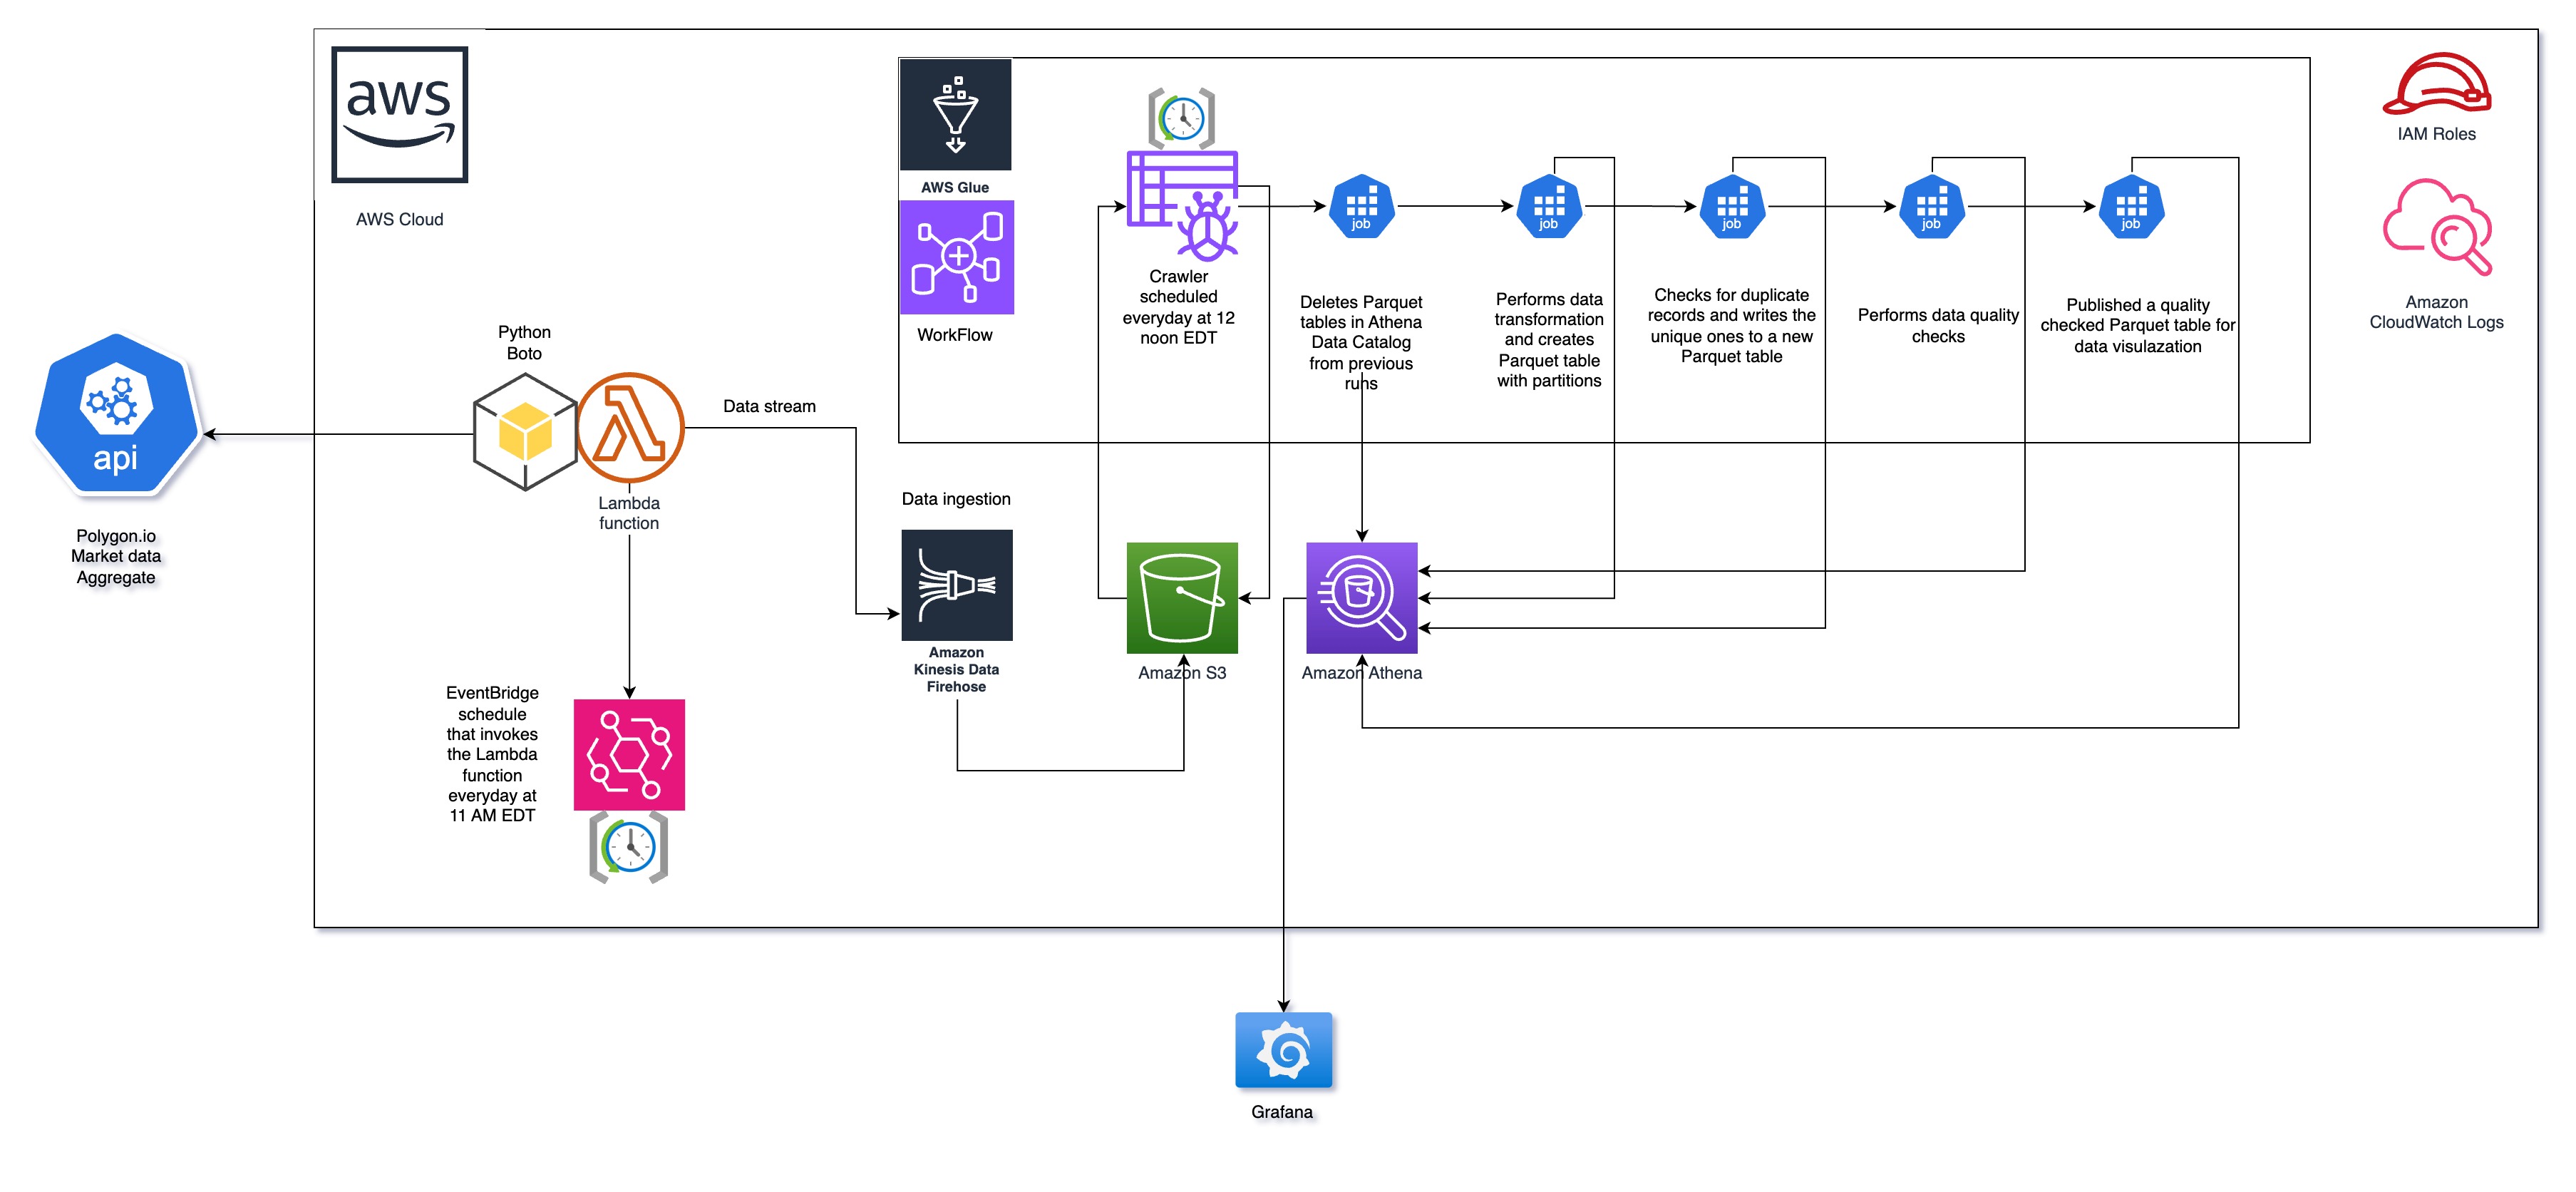 aws
AWS Cloud
AWS Glue
WorkFlow
Crawler
scheduled
everyday at 12
noon EDT
job
Deletes Parquet
tables in Athena
Data Catalog
from previous
runs
job
Performs data
transformation
and creates
Parquet table
with partitions
job
Checks for duplicate
records and writes the
unique ones to a new
Parquet table
job
Performs data quality
checks
job
Published a quality
checked Parquet table for
data visulazation
IAM Roles
Amazon
CloudWatch Logs
api
Polygon.io
Market data
Aggregate
Python
Boto
Lambda
function
Data stream
EventBridge
schedule
that invokes
the Lambda
function
everyday at
11 AM EDT
Data ingestion
Amazon
Kinesis Data
Firehose
Amazon S3
Amazon Athena
Grafana